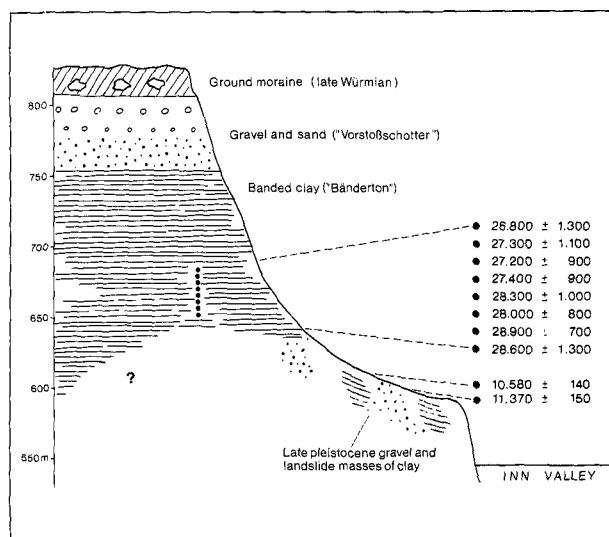 Ground moraine (late Würmian)
800
Gravel and sand ("Vorstoßschotter")
750
Banded clay ("Bänderton")
26.800 ± 1.300
700
27.300 ± 1.100
27.200 ± 900
27.400 ± 900
28.300 ± 1.000
650
28.000 ± 800
28.900 : 700
28.600 ± 1.300
600
?
10.580 ± 140
11.370 ± 150
Late pleistocene gravel and
landslide masses of clay
550m
INN VALLEY